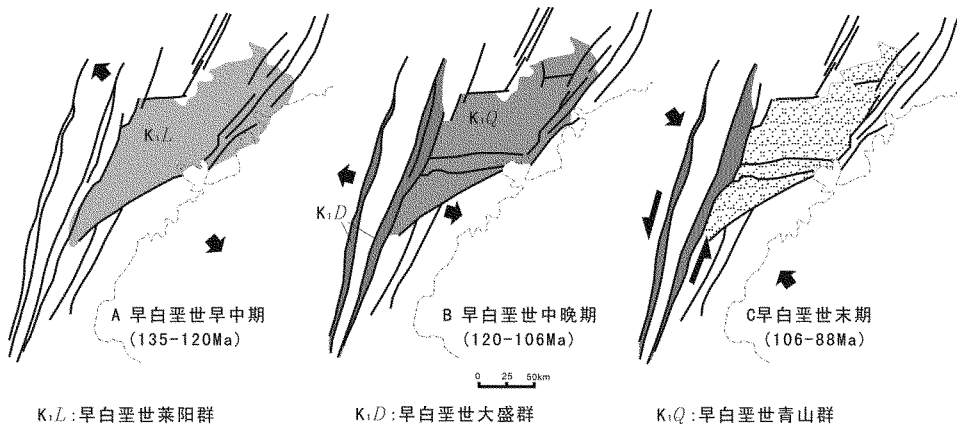 K₁L
K₁Q
K₁D
A 早白垩世早中期
(135-120Ma)
B 早白垩世中晚期
(120-106Ma)
C早白垩世末期
(106-88Ma)
0 25 50km
K₁L:早白垩世莱阳群
K₁D:早白垩世大盛群
K₁Q:早白垩世青山群